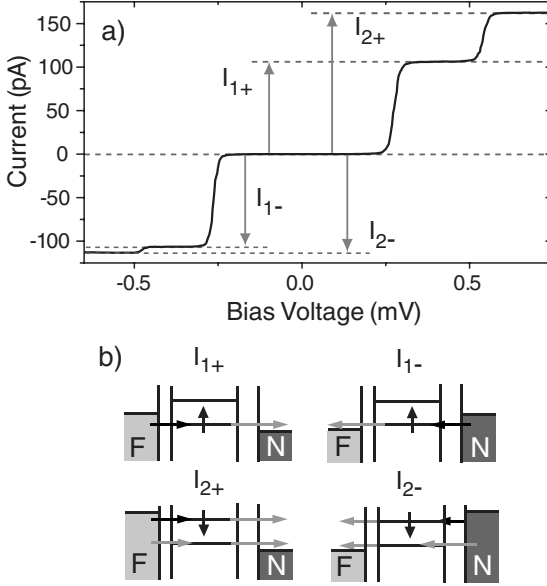 a)
150
100
50
0
-50
-100
Current (pA)
I2+
I1+
I1-
I2-
-0.5
0.0
0.5
Bias Voltage (mV)
b)
I1+
I1-
F
N
F
N
I2+
I2-
F
N
F
N